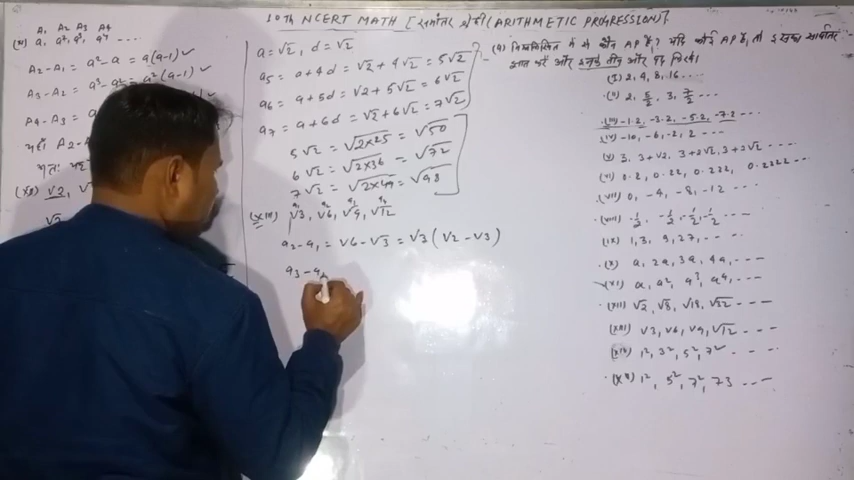 10th NCERT MATH [समांतर श्रेढ़ी (ARITHMETIC PROGRESSION)].
A₁ A₂ A₃ A₄
(xi) a, a², a³, a⁴ ....
A₂-A₁ = a²-a = a(a-1) ✓
A₃-A₂ = a³-a² = a²(a-1) ✓
A₄-A₃ =
यहाँ A₂-
अतः
(xii) √2,
√2
a=√2, d=√2
a₅ = a+4d = √2+4√2 = 5√2
a₆ = a+5d = √2+5√2 = 6√2
a₇ = a+6d = √2+6√2 = 7√2
5√2 = √2×25 = √50
6√2 = √2×36 = √72
7√2 = √2×49 = √98
a₁ a₂ a₃ a₄
(xiii) √3, √6, √9, √12
a₂-a₁ = √6-√3 = √3(√2-√3)
a₃-a
(1) निम्नलिखित में से कौन AP है? यदि कोई AP है, तो इसका सार्वांतर
ज्ञात करें और इनके तीन और पद लिखें।
(i) 2, 4, 8, 16 ...
(ii) 2, 5/2, 3, 7/2 ...
(iii) -1.2, -3.2, -5.2, -7.2 ...
(iv) -10, -6, -2, 2 ...
(v) 3, 3+√2, 3+2√2, 3+3√2 ...
(vi) 0.2, 0.22, 0.222, 0.2222 ....
(vii) 0, -4, -8, -12 ....
(viii) -1/2, -1/2, -1/2, -1/2 ....
(ix) 1, 3, 9, 27, ....
(x) a, 2a, 3a, 4a, ...
(xi) a, a², a³, a⁴, ...
(xii) √2, √8, √18, √32, ...
(xiii) √3, √6, √9, √12 ...
(xiv) 1², 3², 5², 7² ....
(xv) 1², 5², 7², 73 ...